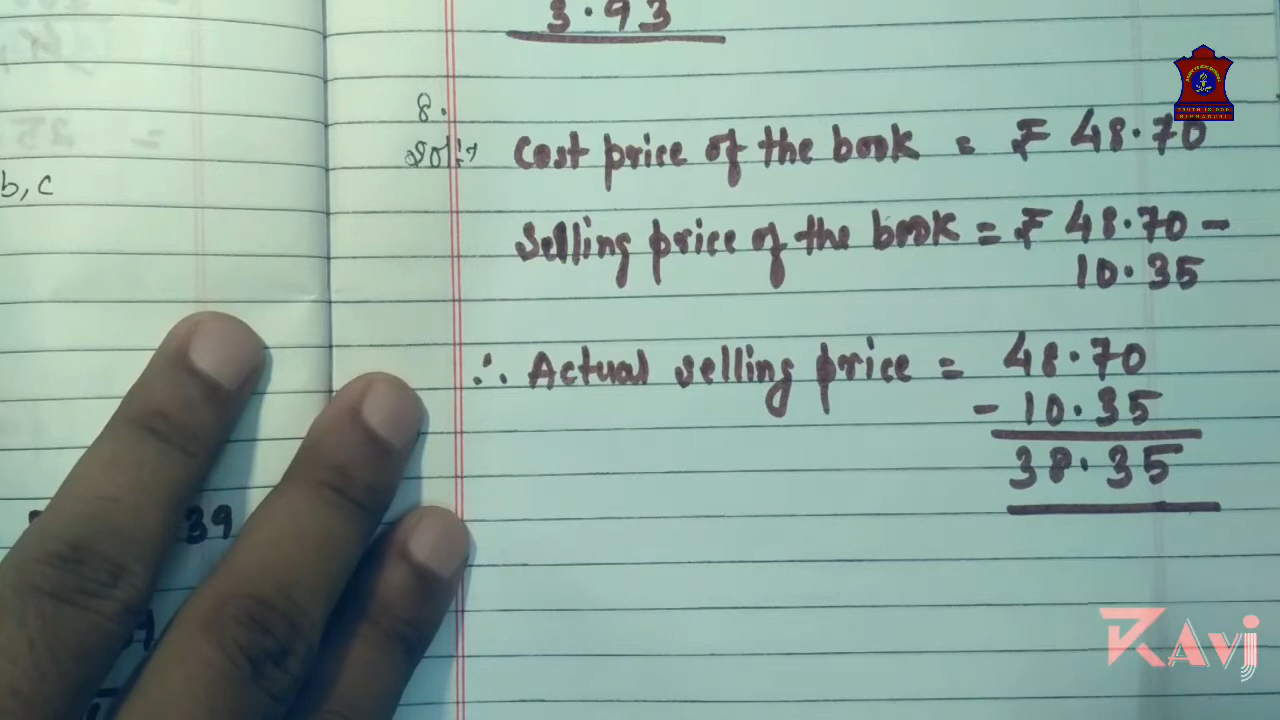 3.93
8.
b, c
Soln
Cost price of the book = ₹ 48.70
Selling price of the book = ₹ 48.70 -
10.35
∴ Actual selling price = 48.70
- 10.35
38.35
39
RAvj